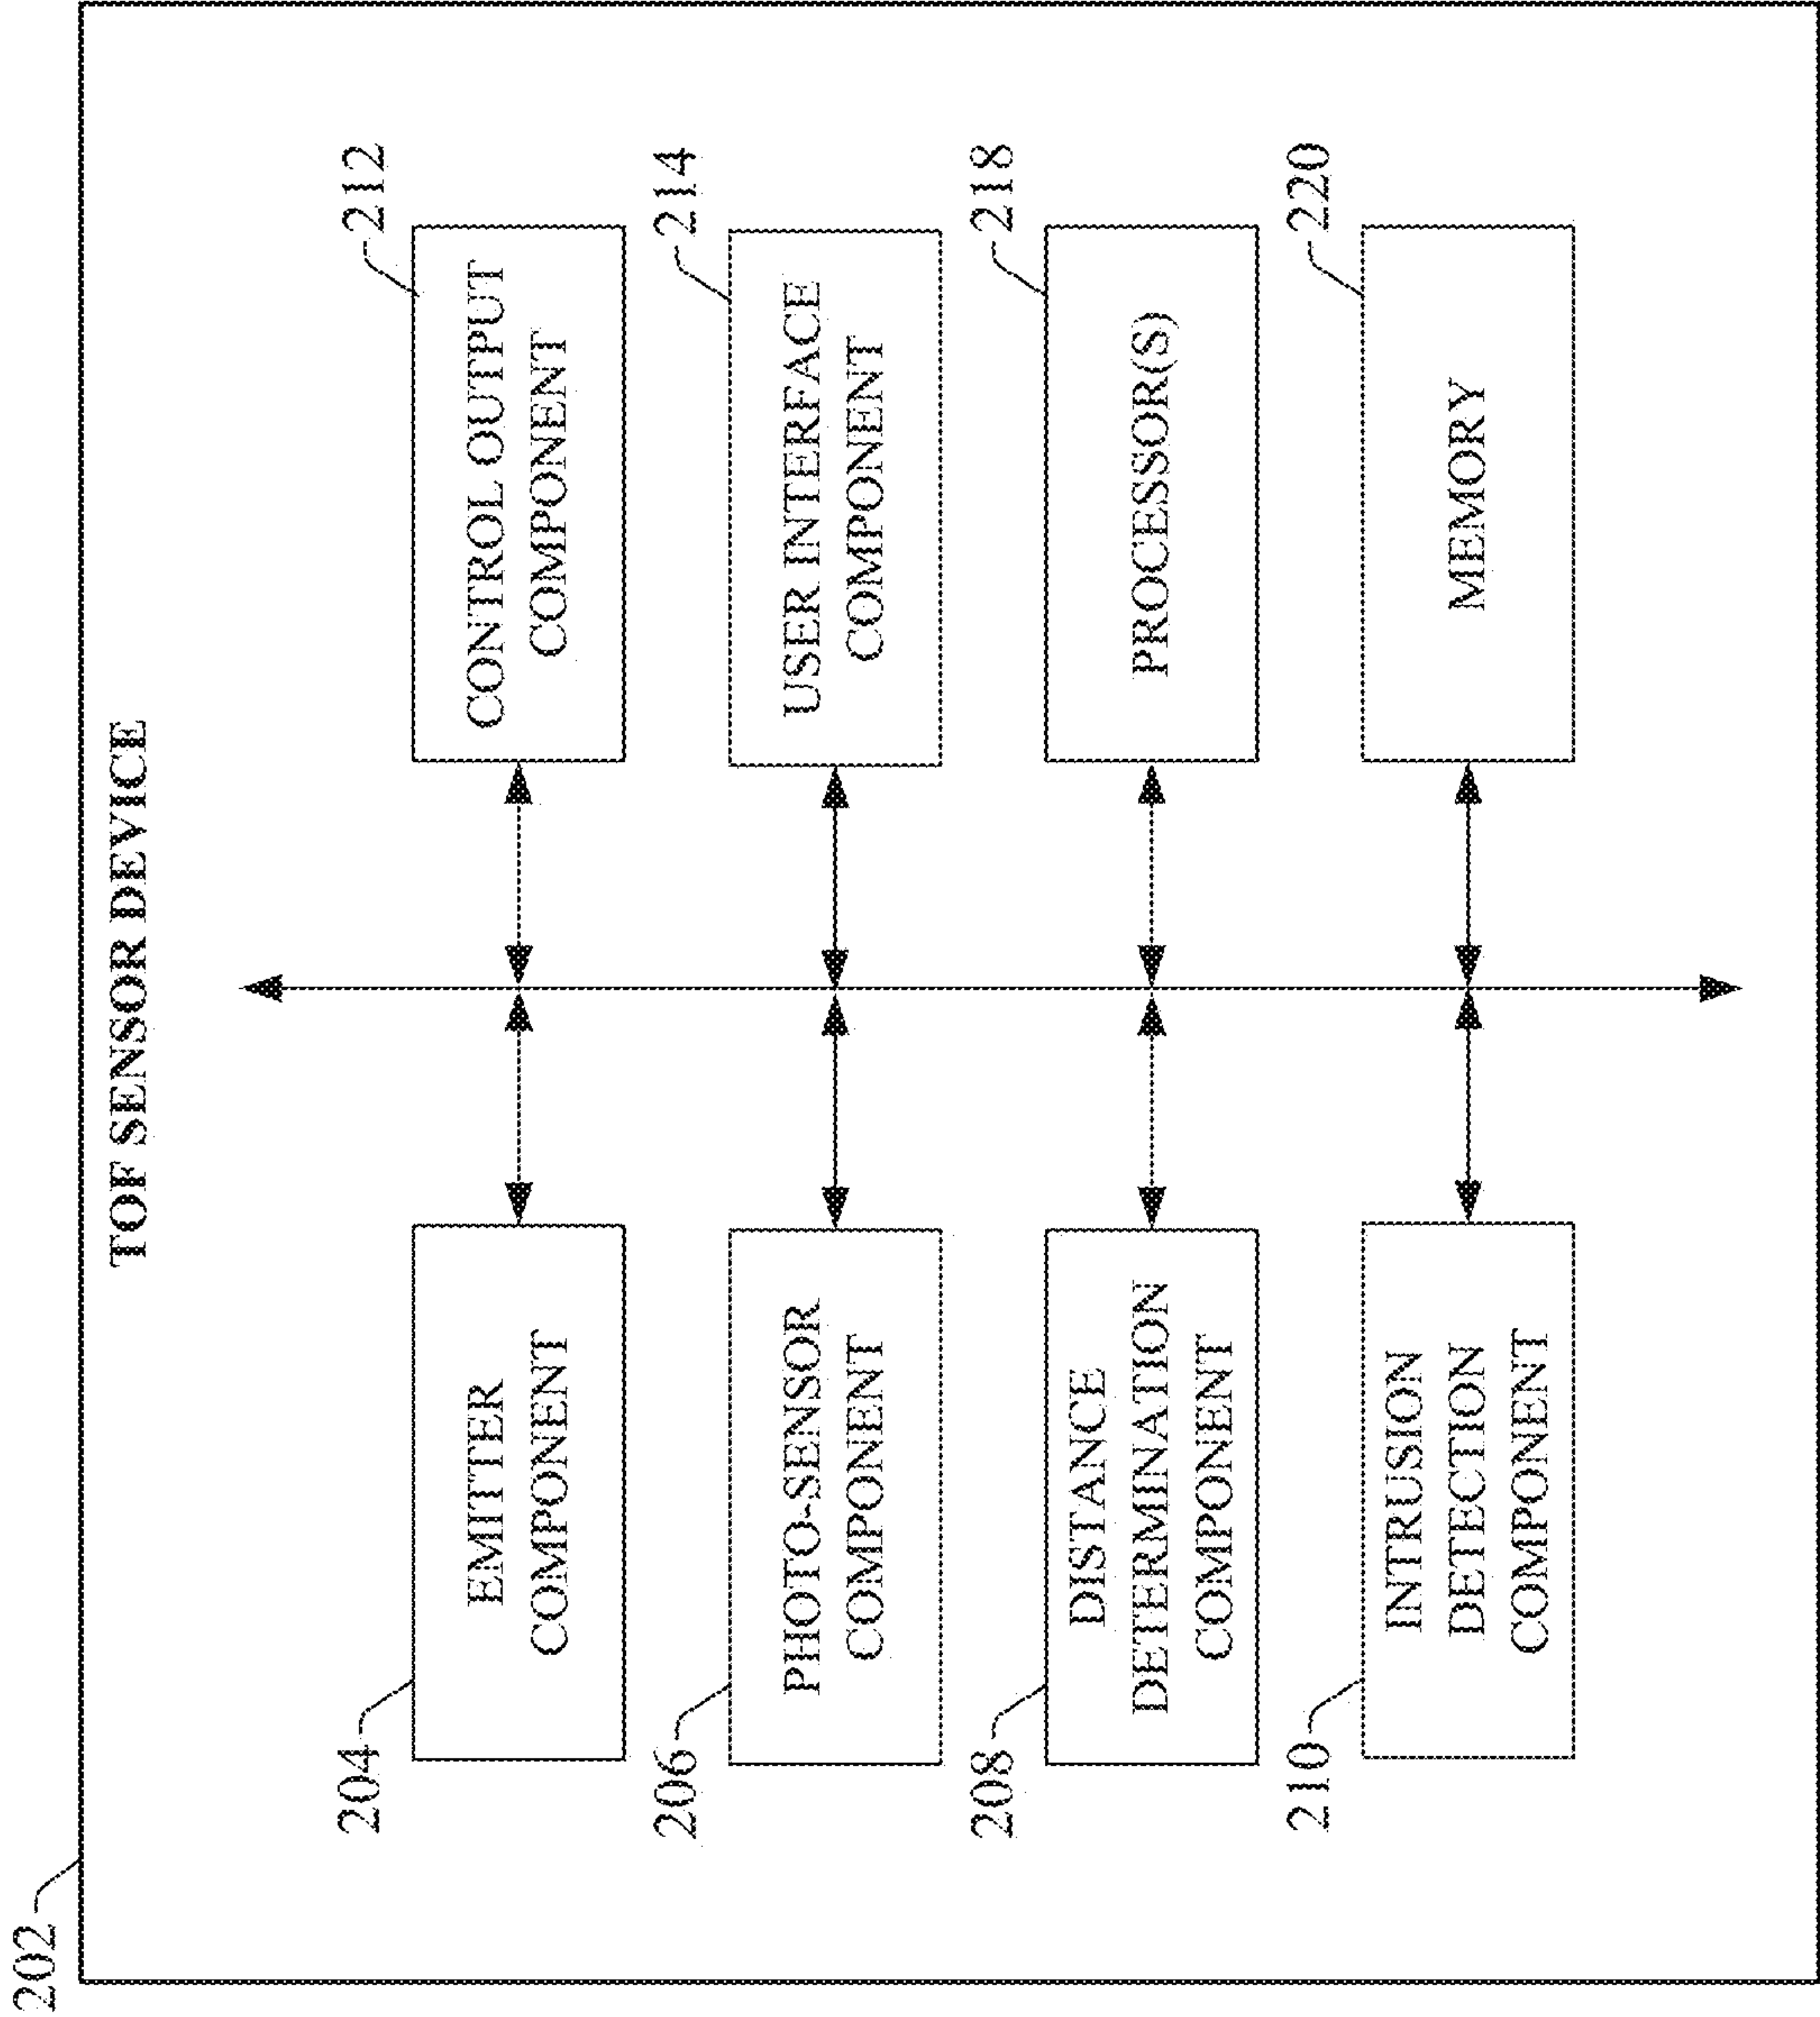 202
TOF SENSOR DEVICE
204
EMITTER
COMPONENT
212
CONTROL OUTPUT
COMPONENT
206
PHOTO-SENSOR
COMPONENT
214
USER INTERFACE
COMPONENT
208
DISTANCE
DETERMINATION
COMPONENT
218
PROCESSOR(S)
210
INTRUSION
DETECTION
COMPONENT
220
MEMORY